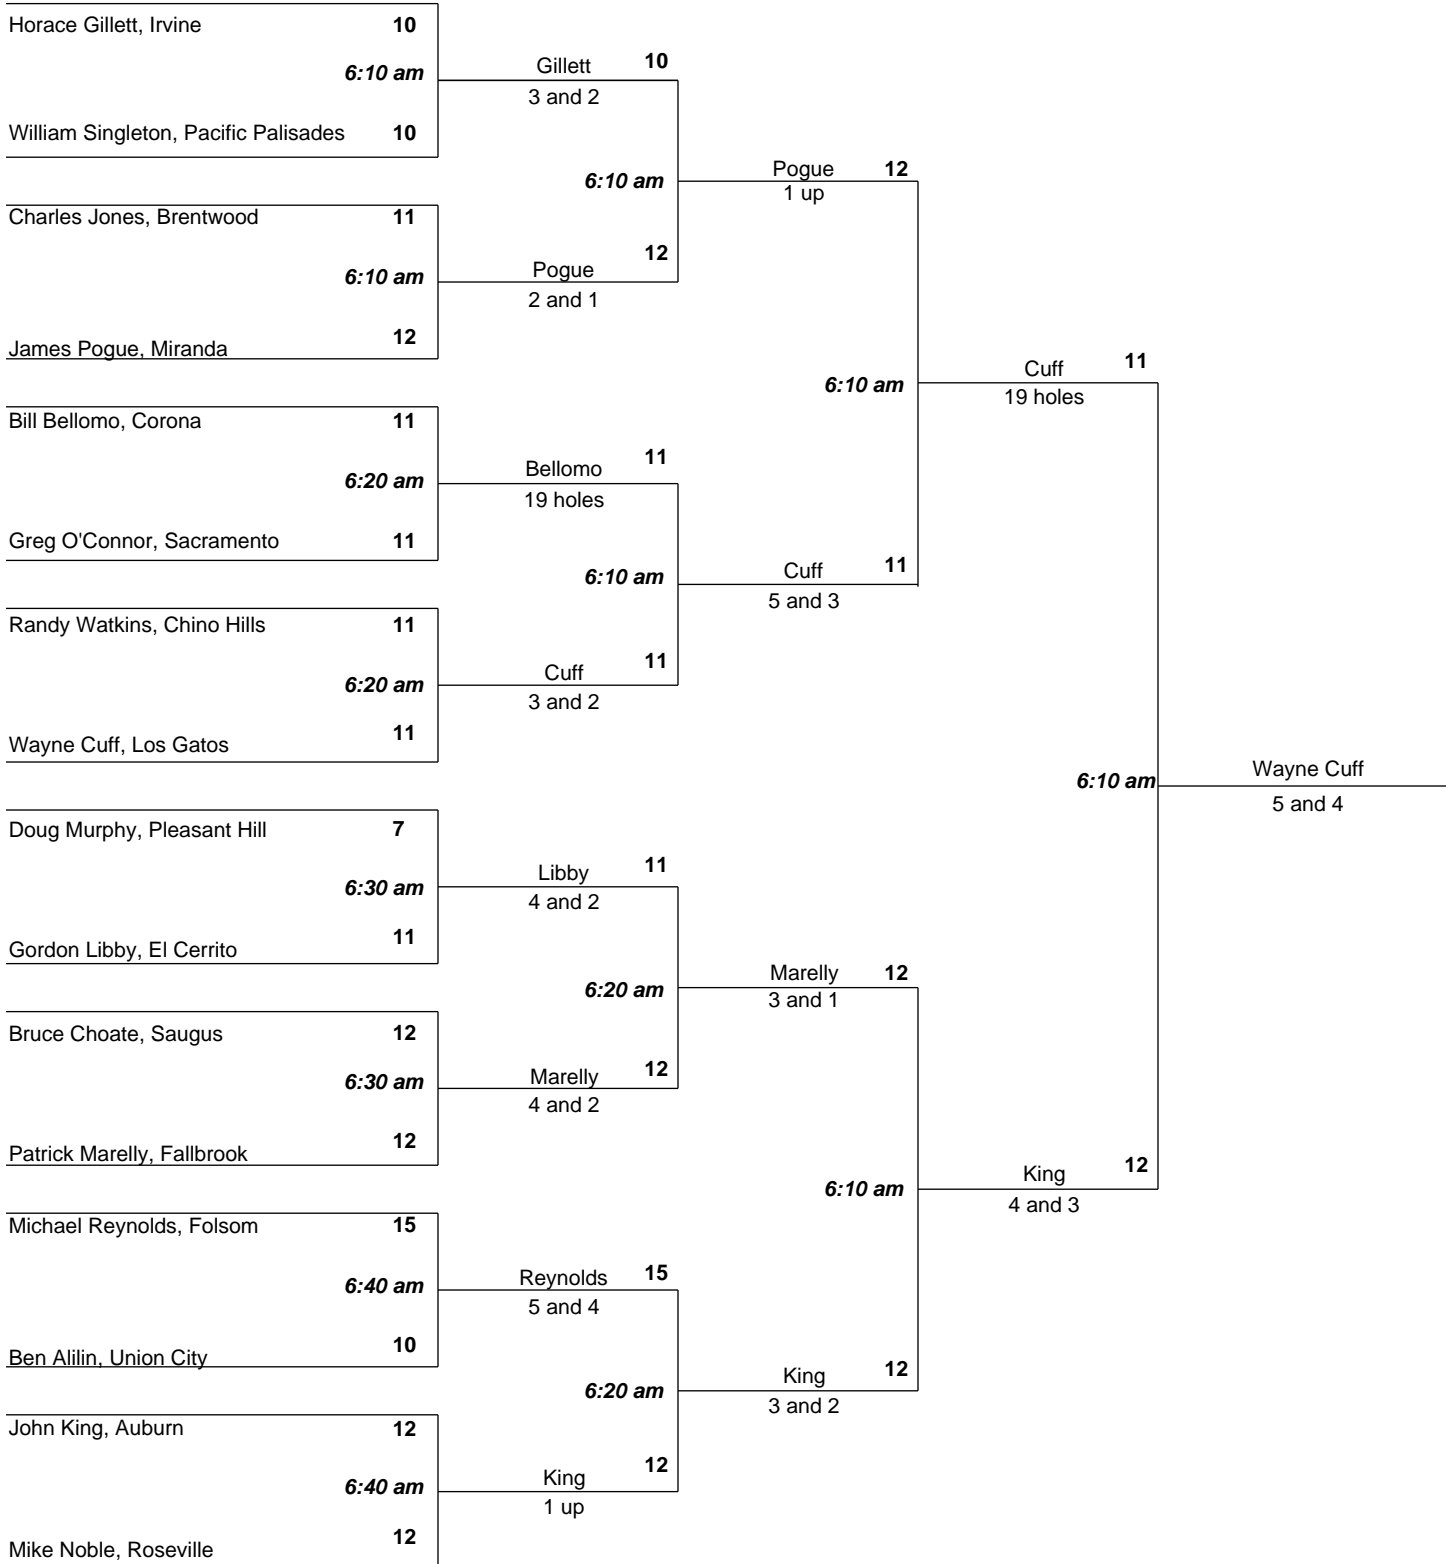 Horace Gillett, Irvine 10
Gillett 10
6:10 am
3 and 2
William Singleton, Pacific Palisades 10
Pogue 12
6:10 am
1 up
Charles Jones, Brentwood 11
12
6:10 am
Pogue
2 and 1
James Pogue, Miranda 12
Cuff 11
6:10 am
19 holes
Bill Bellomo, Corona 11
Bellomo 11
6:20 am
19 holes
Greg O'Connor, Sacramento 11
Cuff 11
6:10 am
5 and 3
Randy Watkins, Chino Hills 11
Cuff 11
6:20 am
3 and 2
Wayne Cuff, Los Gatos 11
Wayne Cuff
6:10 am
5 and 4
Doug Murphy, Pleasant Hill 7
Libby 11
6:30 am
4 and 2
Gordon Libby, El Cerrito 11
Marelly 12
6:20 am
3 and 1
Bruce Choate, Saugus 12
Marelly 12
6:30 am
4 and 2
Patrick Marelly, Fallbrook 12
King 12
6:10 am
4 and 3
Michael Reynolds, Folsom 15
Reynolds 15
6:40 am
5 and 4
Ben Alilin, Union City 10
King 12
6:20 am
3 and 2
John King, Auburn 12
King 12
6:40 am
1 up
Mike Noble, Roseville 12